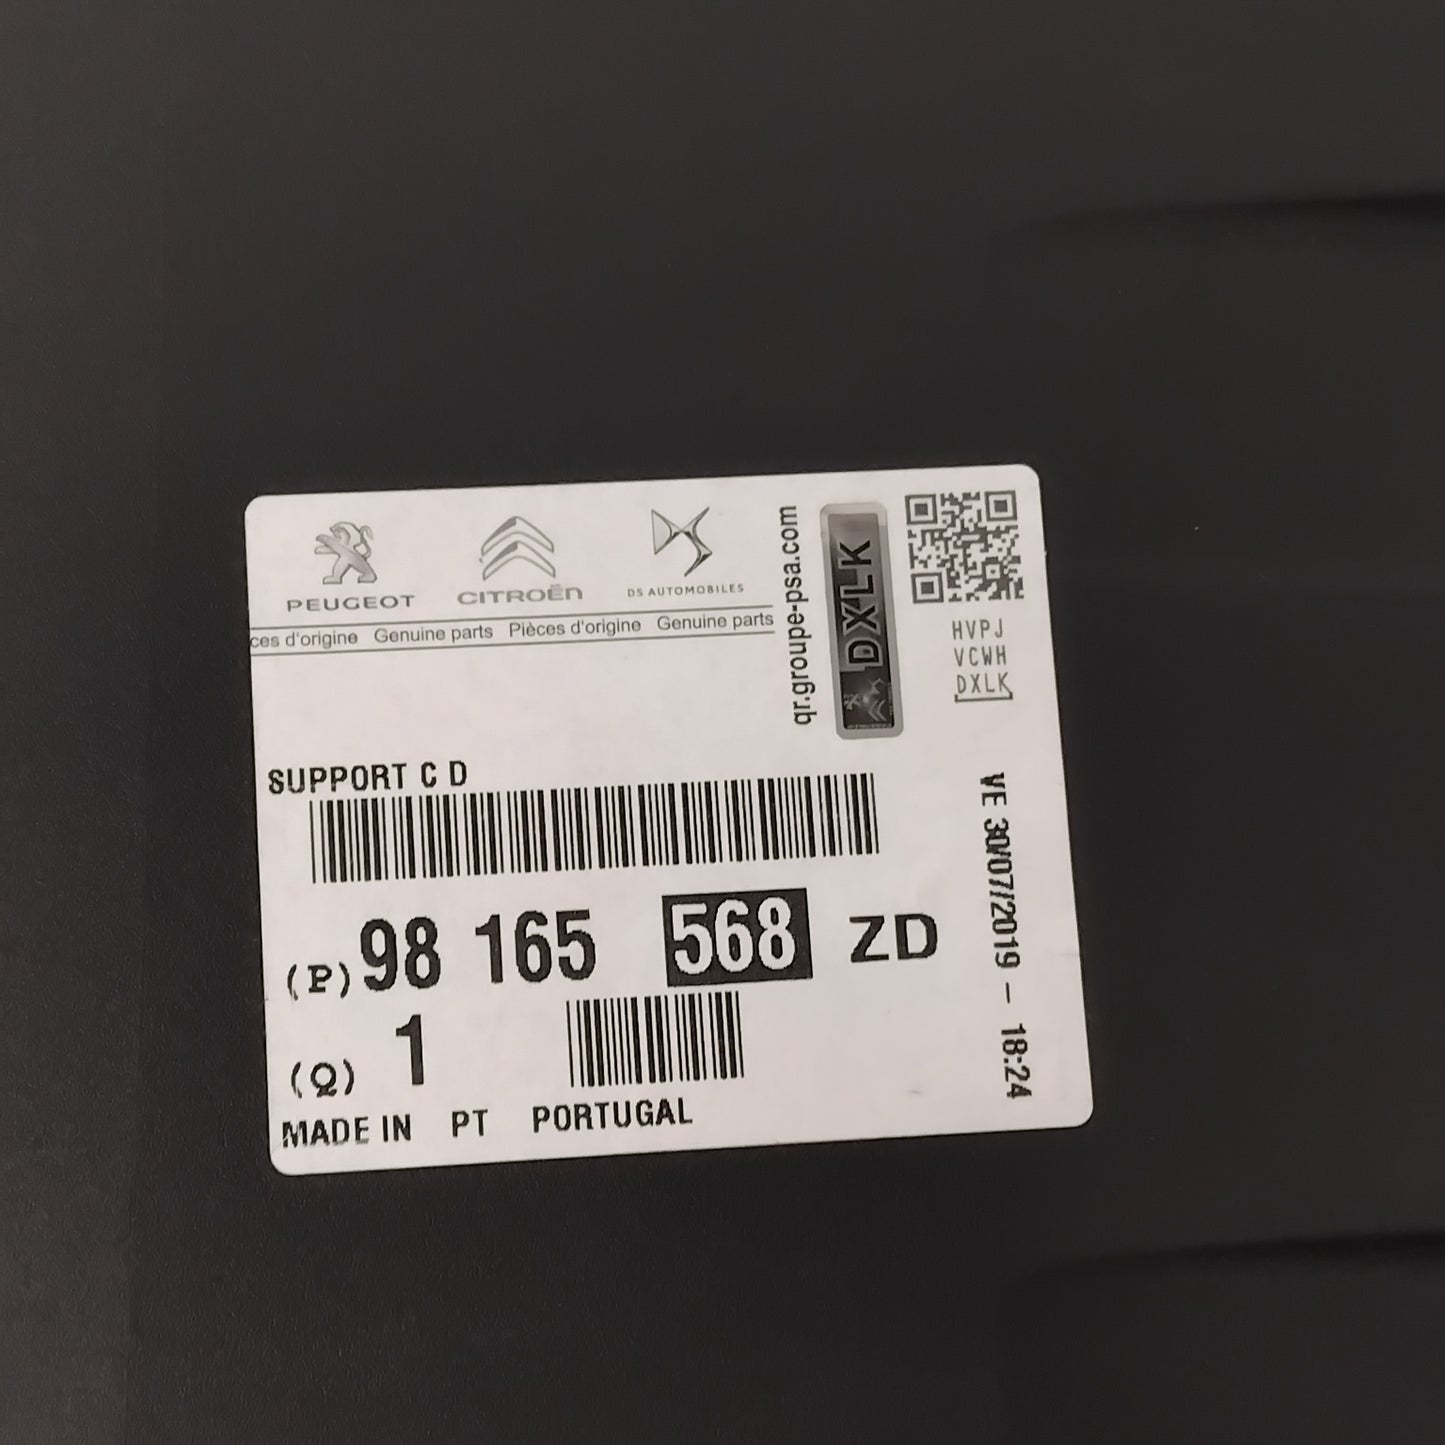 PEUGEOT CITROËN DS AUTOMOBILES
ces d'origine Genuine parts Pièces d'origine Genuine parts
qr.groupe-psa.com
DXLK
HVPJ
VCWH
DXLK
SUPPORT C D
(P) 98 165 568 ZD
(Q) 1
MADE IN PT PORTUGAL
VE 30/07/2019 - 18:24